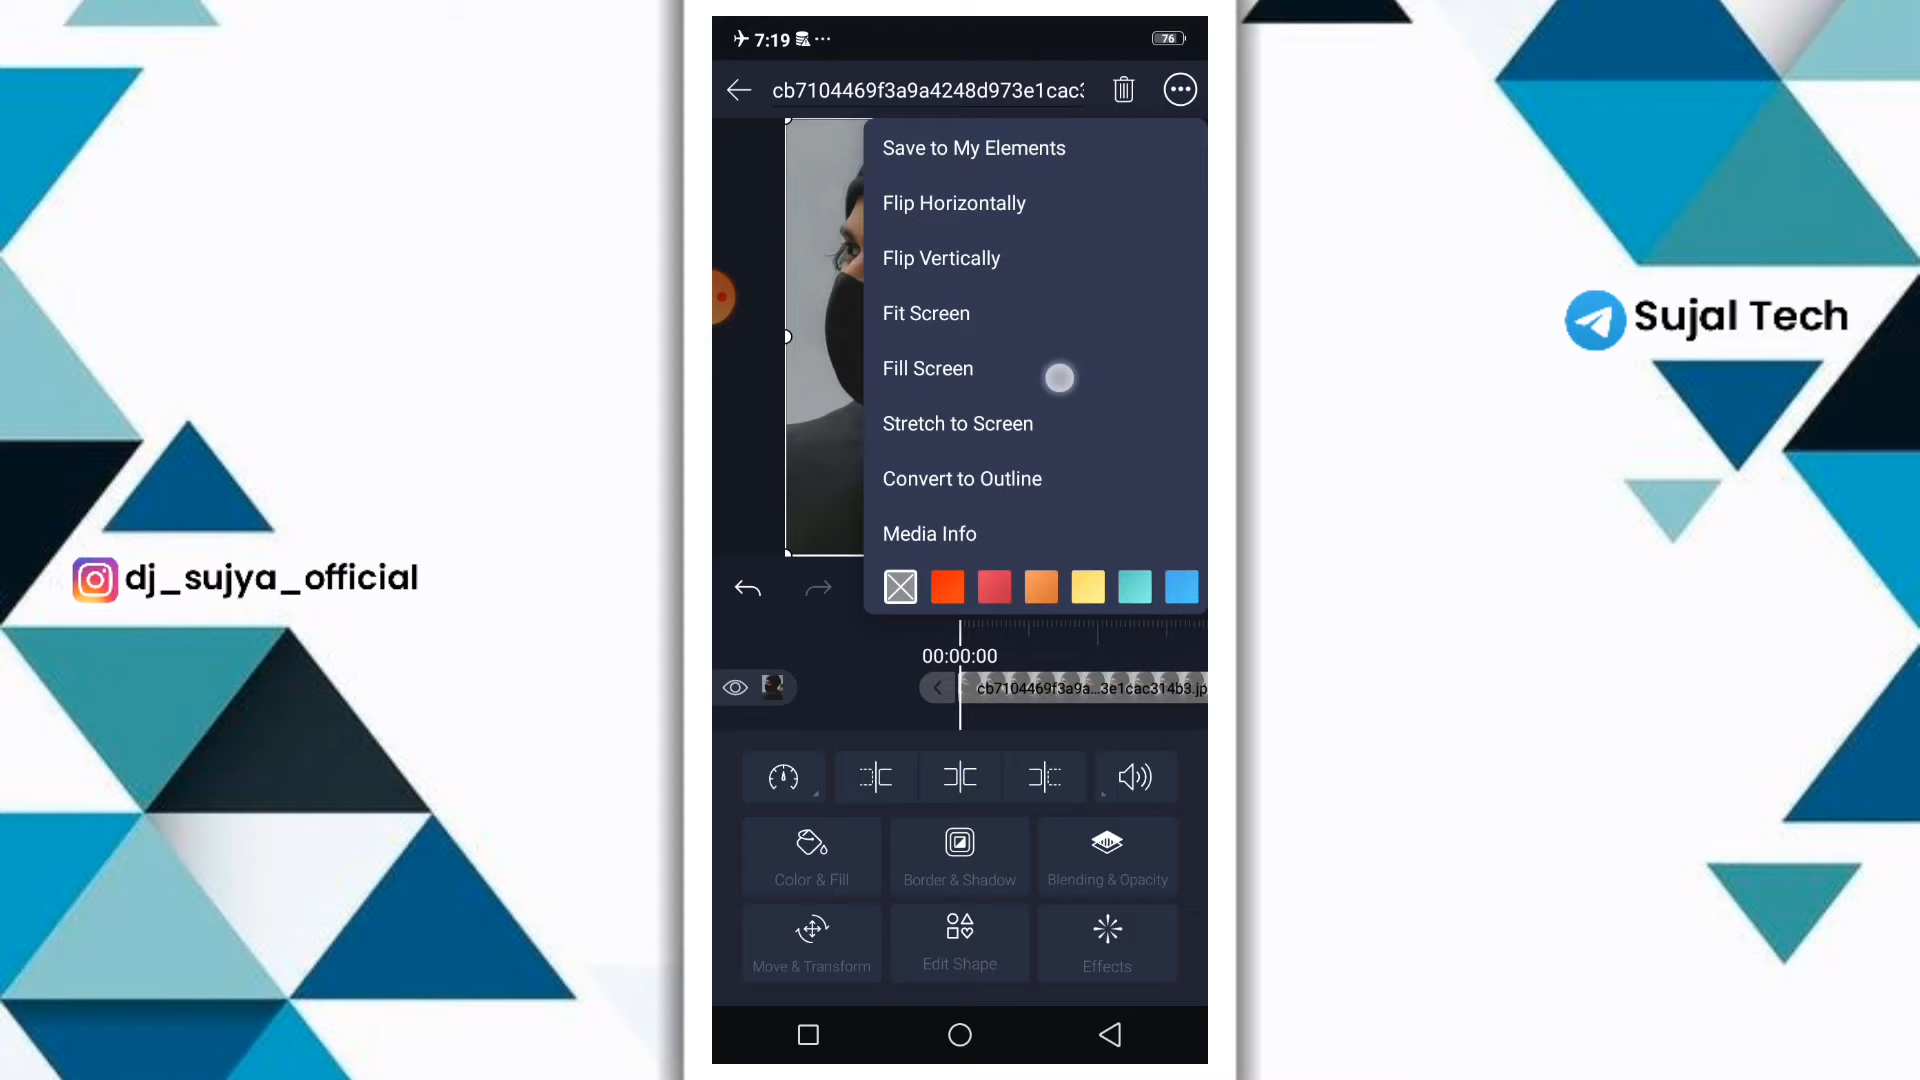 7:19
76
cb7104469f3a9a4248d973e1cac3
Save to My Elements
Flip Horizontally
Flip Vertically
Fit Screen
Fill Screen
Stretch to Screen
Convert to Outline
Media Info
Sujal Tech
dj_sujya_official
00:00:00
cb7104469f3a9a...3e1cac314b3.jp
Color & Fill
Border & Shadow
Blending & Opacity
Move & Transform
Edit Shape
Effects